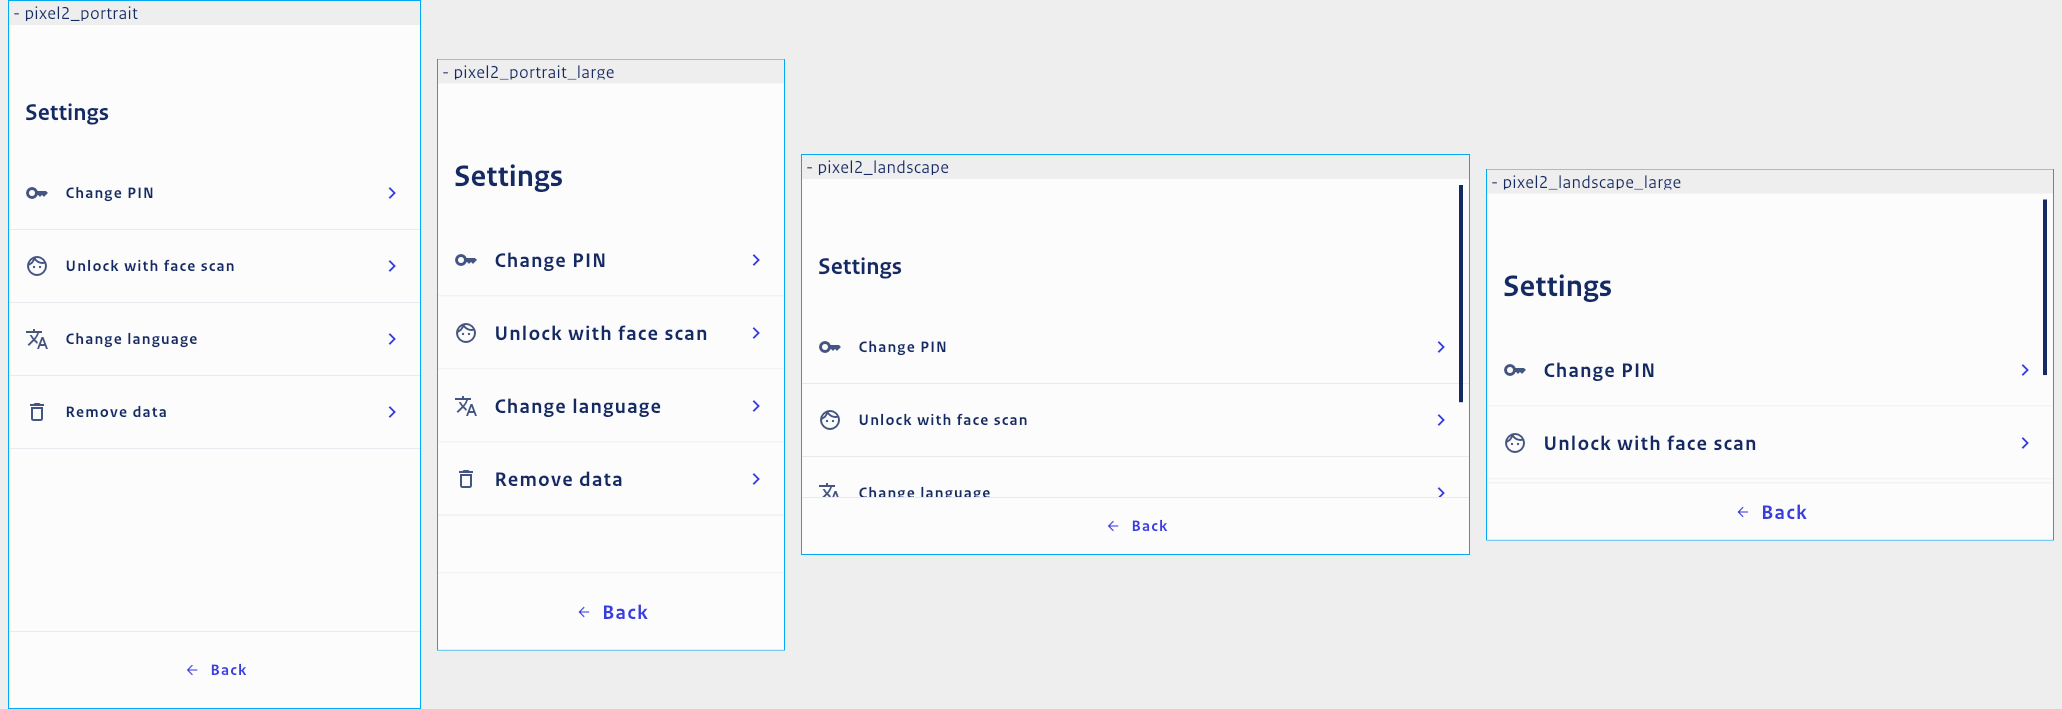 - pixel2_portrait
Settings
Change PIN
Unlock with face scan
Change language
Remove data
Back
- pixel2_portrait_large
Settings
Change PIN
Unlock with face scan
Change language
Remove data
Back
- pixel2_landscape
Settings
Change PIN
Unlock with face scan
Change language
Back
- pixel2_landscape_large
Settings
Change PIN
Unlock with face scan
Back